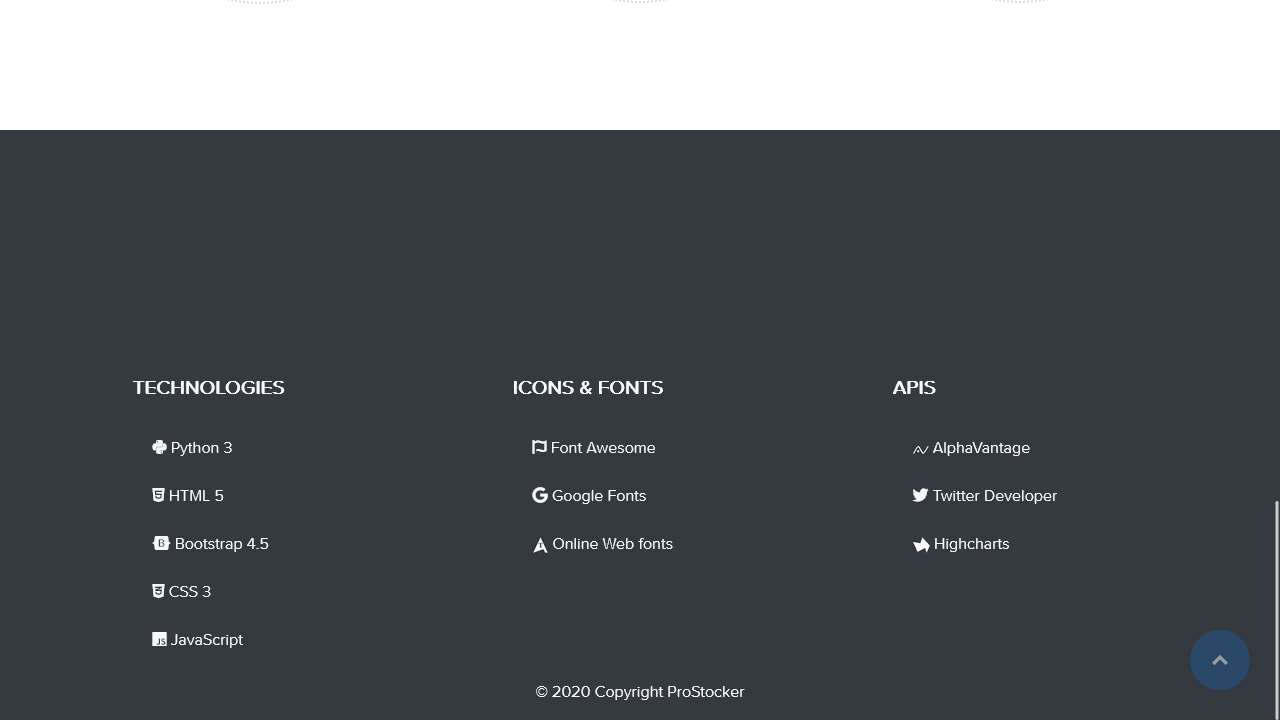 TECHNOLOGIES
Python 3
HTML 5
Bootstrap 4.5
CSS 3
JavaScript
ICONS & FONTS
Font Awesome
Google Fonts
Online Web fonts
APIS
AlphaVantage
Twitter Developer
Highcharts
© 2020 Copyright ProStocker